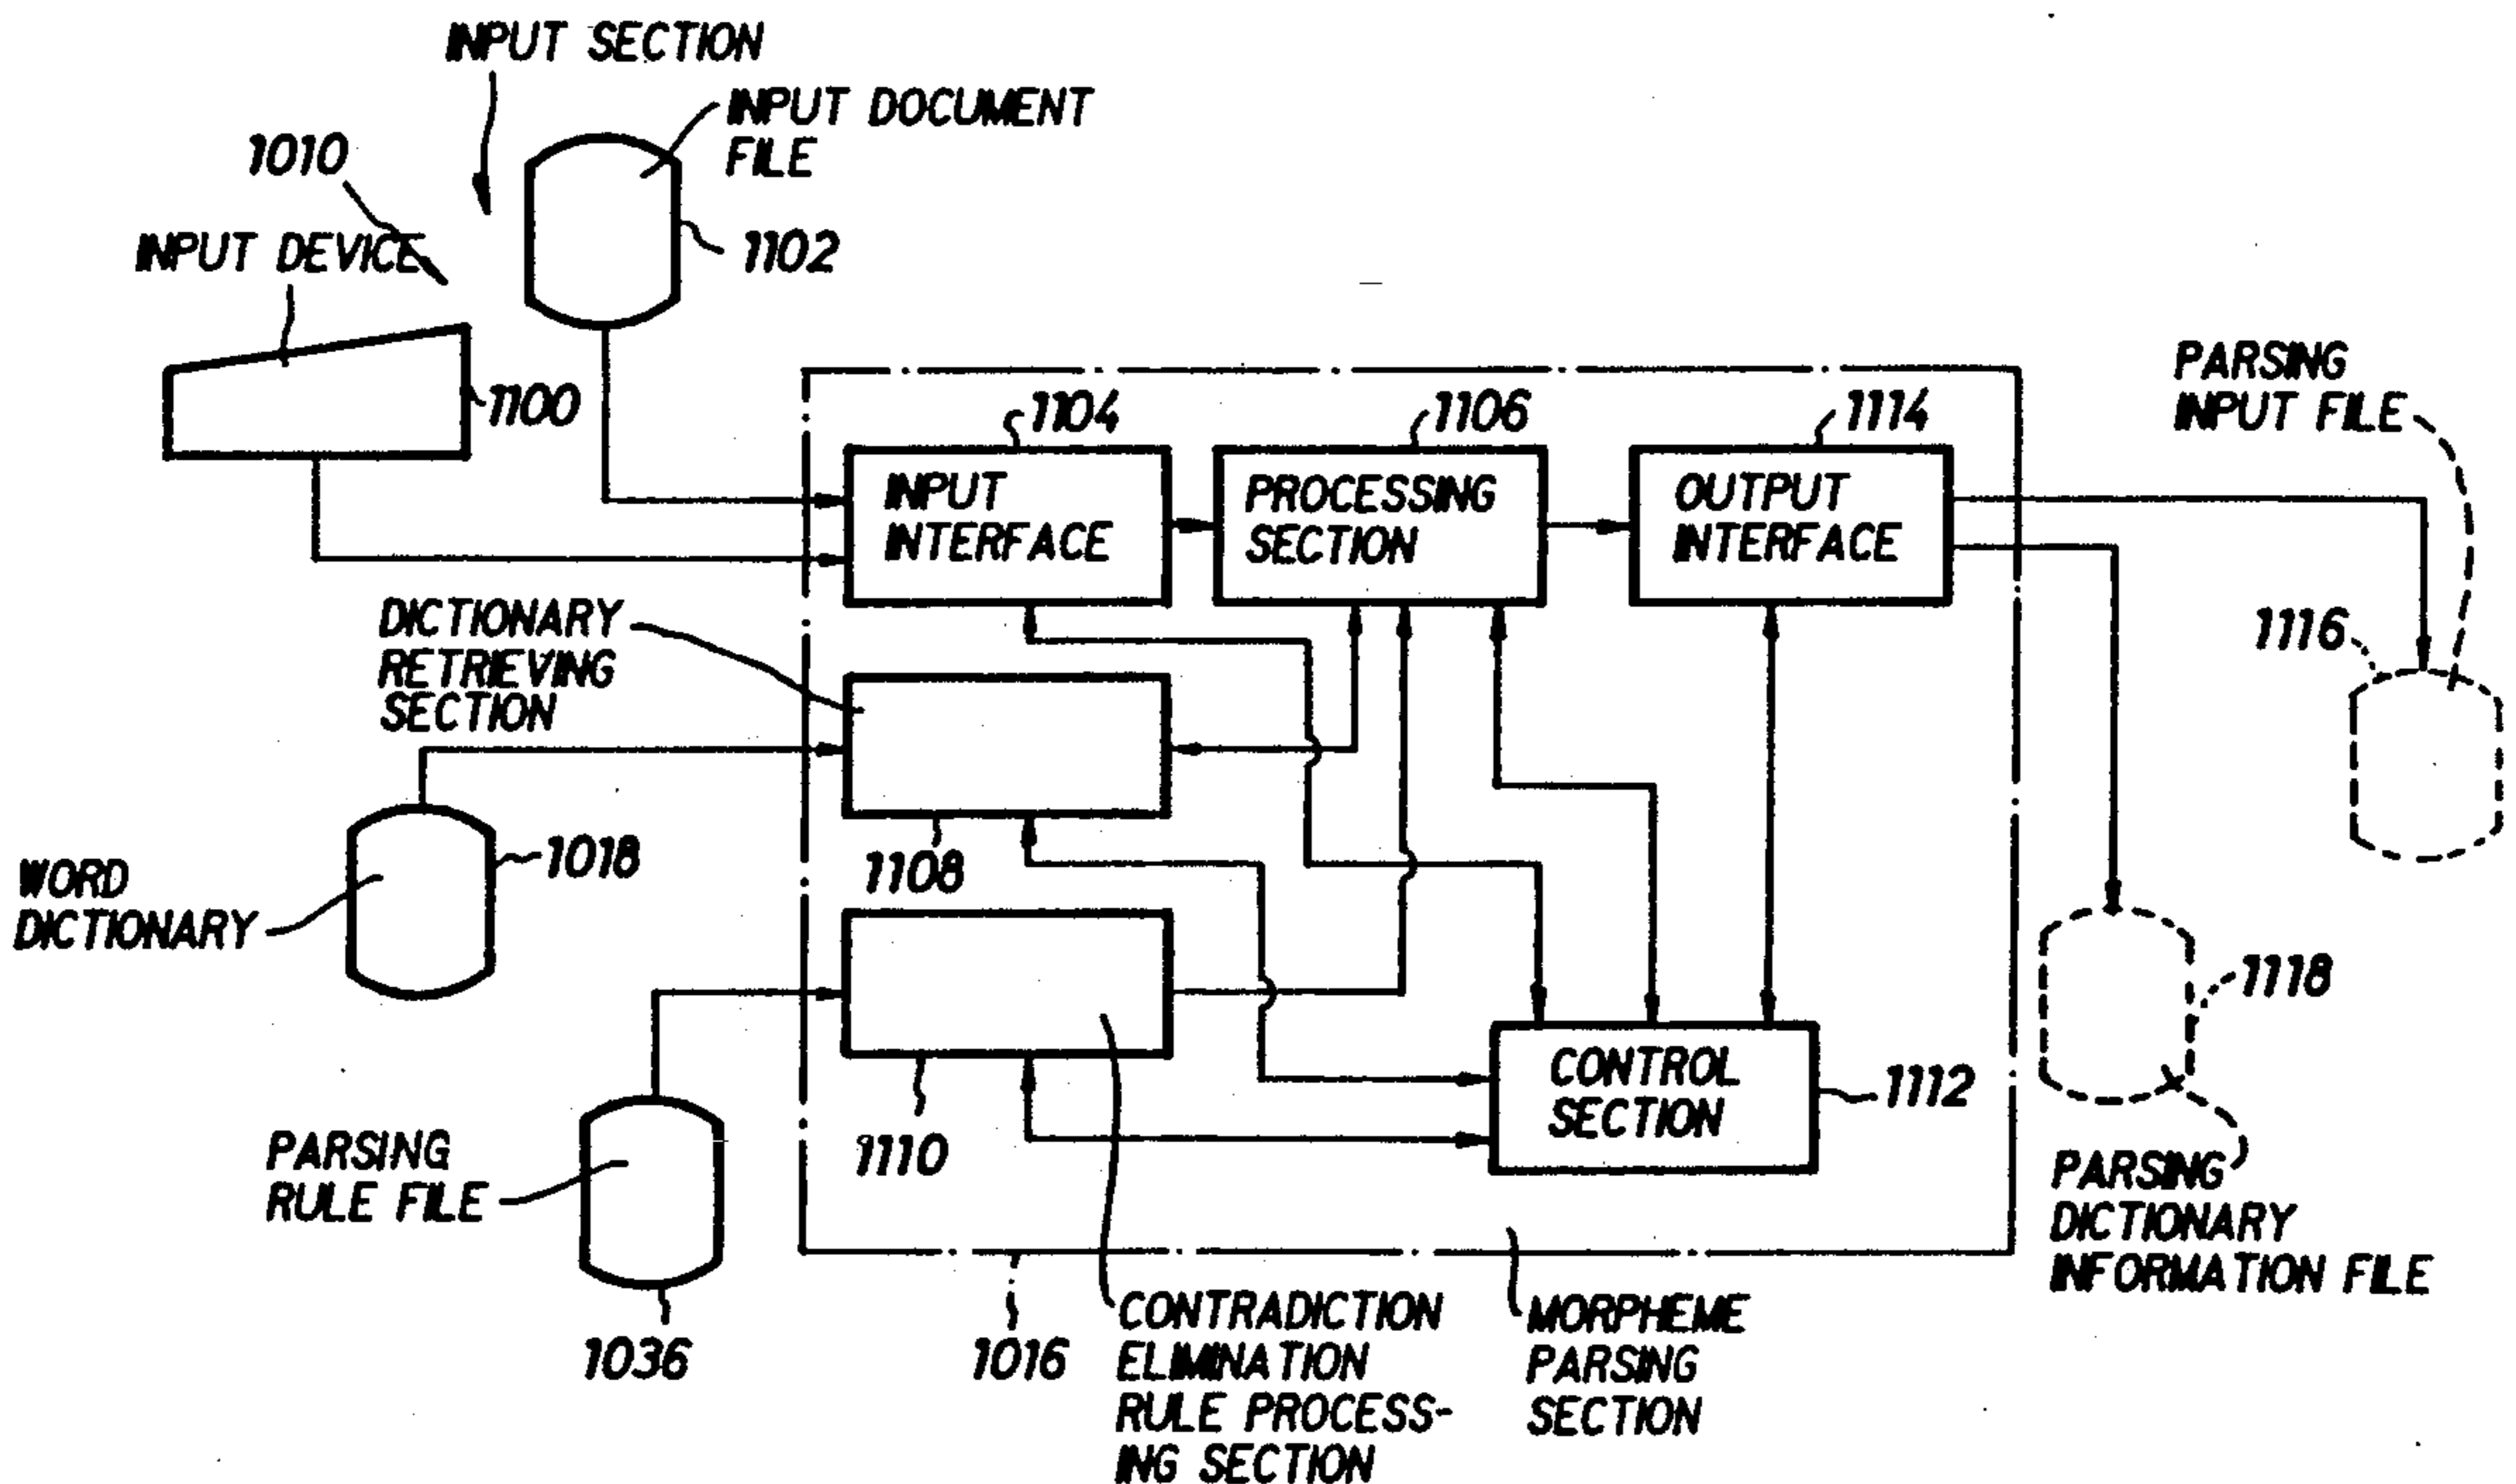 INPUT SECTION
INPUT DOCUMENT
FILE
1010
INPUT DEVICE
1102
1100
PARSING
INPUT FILE
1104
1106
1114
INPUT
INTERFACE
PROCESSING
SECTION
OUTPUT
INTERFACE
DICTIONARY
RETRIEVING
SECTION
1116
1108
1018
WORD
DICTIONARY
1118
CONTROL
SECTION
1112
1110
PARSING
RULE FILE
PARSING
DICTIONARY
INFORMATION FILE
1036
1016
CONTRADICTION
ELIMINATION
RULE PROCESS-
ING SECTION
MORPHEME
PARSING
SECTION